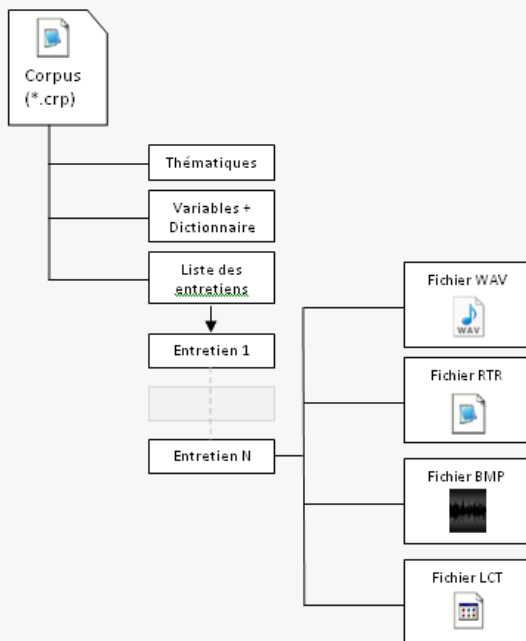 Corpus
(*.crp)
Thématiques
Variables +
Dictionnaire
Liste des
entretiens
Entretien 1
Entretien N
Fichier WAV
WAV
Fichier RTR
Fichier BMP
Fichier LCT